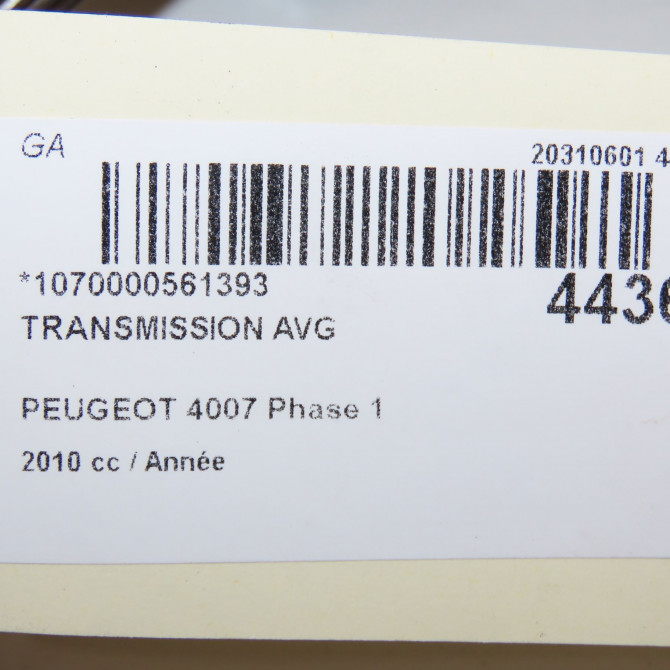 GA
20310601 4
*1070000561393
443
TRANSMISSION AVG
PEUGEOT 4007 Phase 1
2010 cc / Année